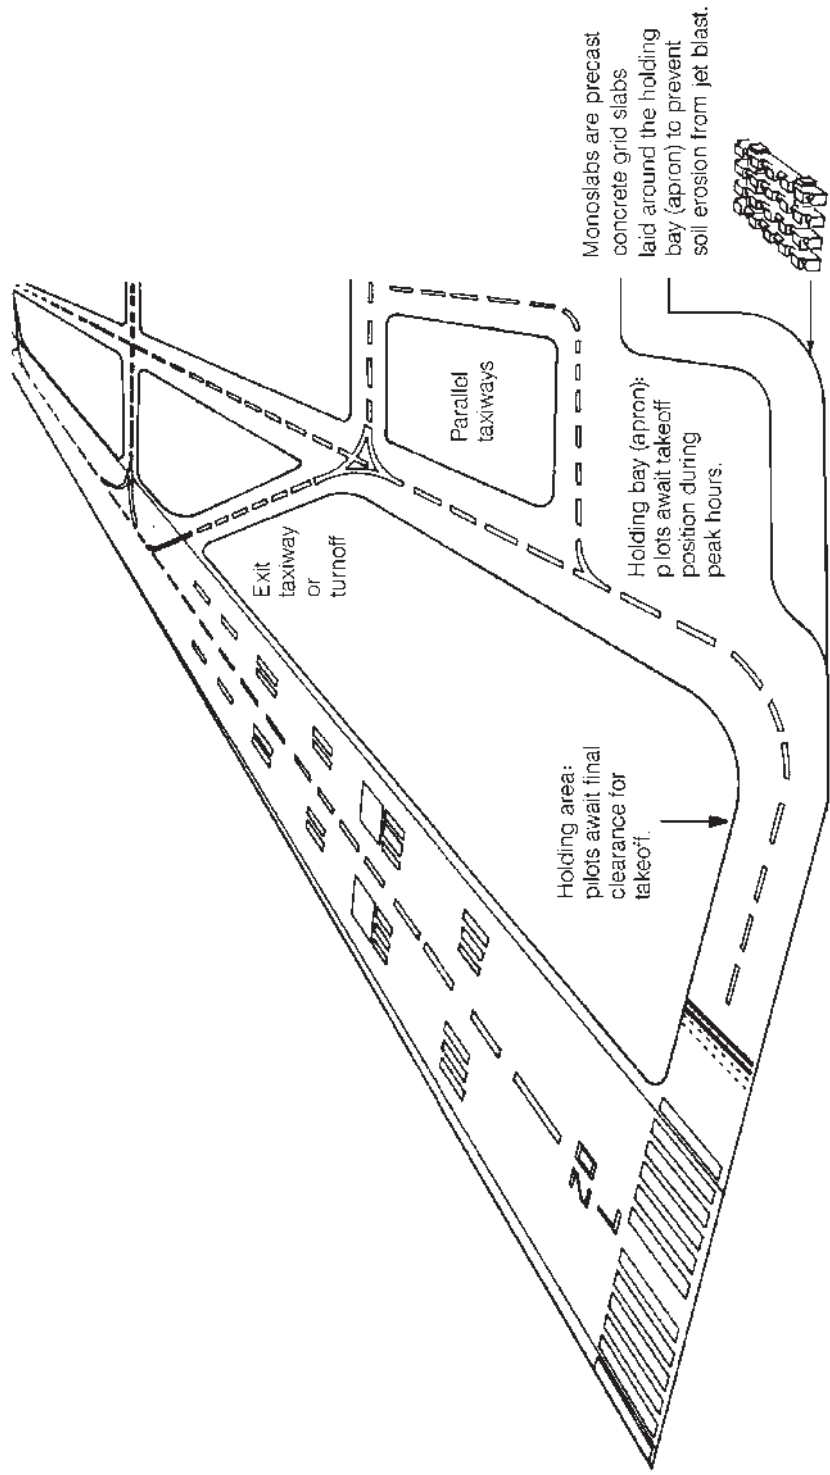 Exit
taxiway
or
turnoff
Parallel
taxiways
Holding area:
pilots await final
clearance for
takeoff.
Holding bay (apron):
pilots await takeoff
position during
peak hours.
Monoslabs are precast
concrete grid slabs
laid around the holding
bay (apron) to prevent
soil erosion from jet blast.
20
L